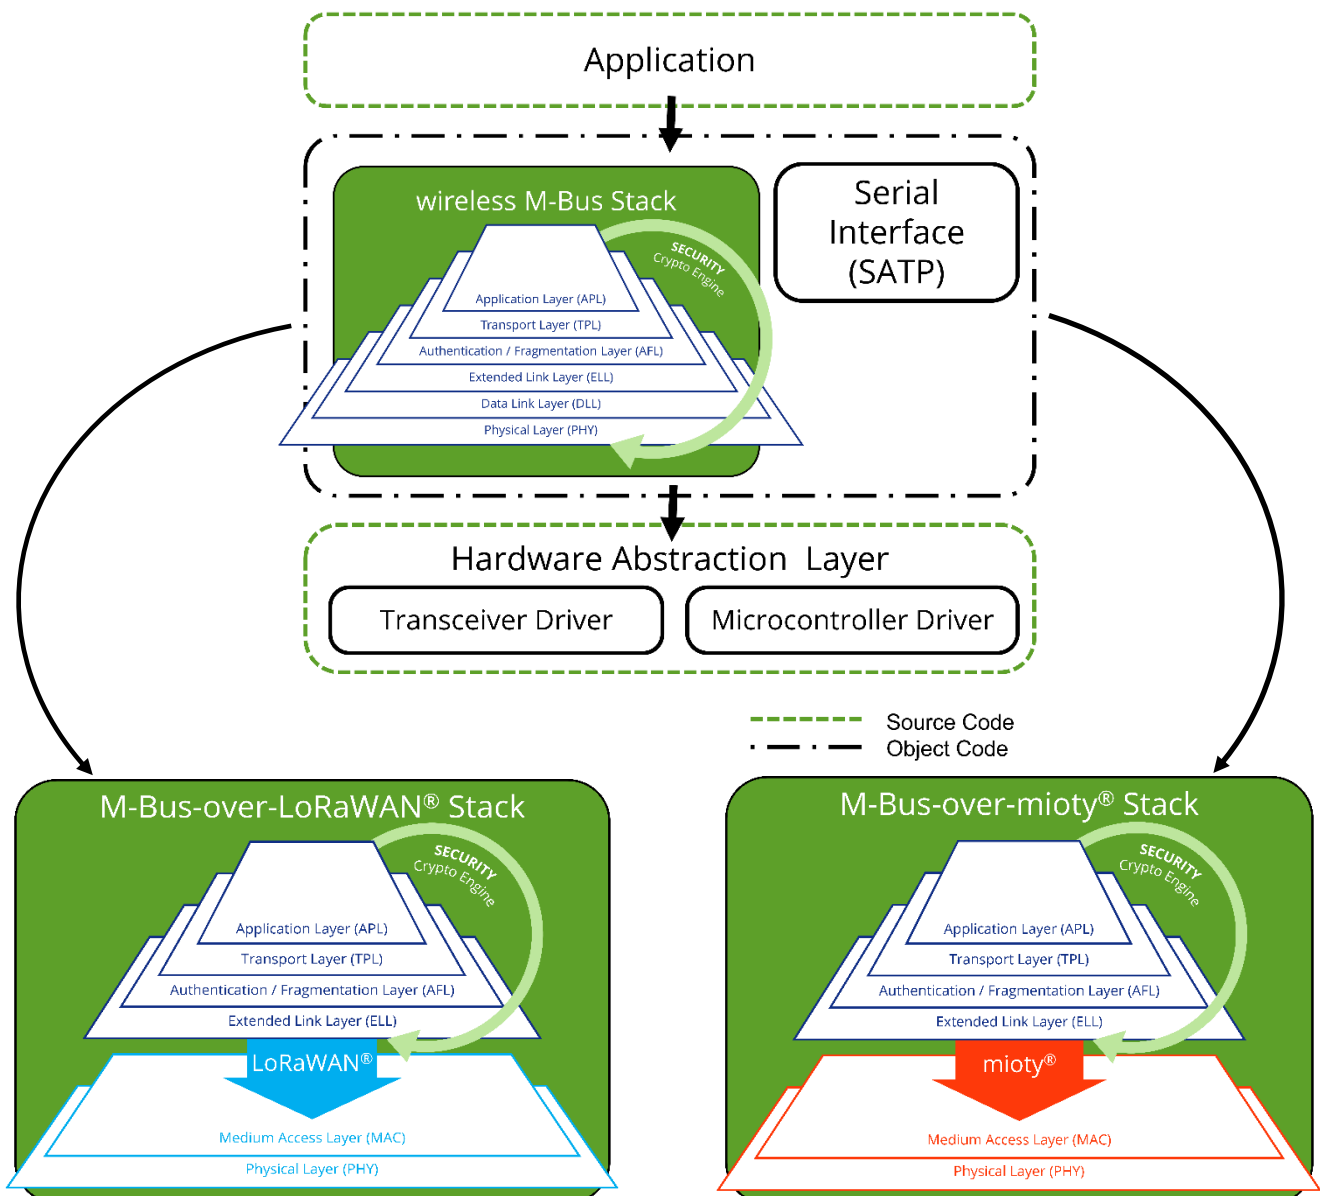 Application
wireless M-Bus Stack
SECURITY
Crypto Engine
Application Layer (APL)
Transport Layer (TPL)
Authentication / Fragmentation Layer (AFL)
Extended Link Layer (ELL)
Data Link Layer (DLL)
Physical Layer (PHY)
Serial
Interface
(SATP)
Hardware Abstraction Layer
Transceiver Driver
Microcontroller Driver
Source Code
Object Code
M-Bus-over-LoRaWAN® Stack
SECURITY
Crypto Engine
Application Layer (APL)
Transport Layer (TPL)
Authentication / Fragmentation Layer (AFL)
Extended Link Layer (ELL)
LoRaWAN®
Medium Access Layer (MAC)
Physical Layer (PHY)
M-Bus-over-mioty® Stack
SECURITY
Crypto Engine
Application Layer (APL)
Transport Layer (TPL)
Authentication / Fragmentation Layer (AFL)
Extended Link Layer (ELL)
mioty®
Medium Access Layer (MAC)
Physical Layer (PHY)